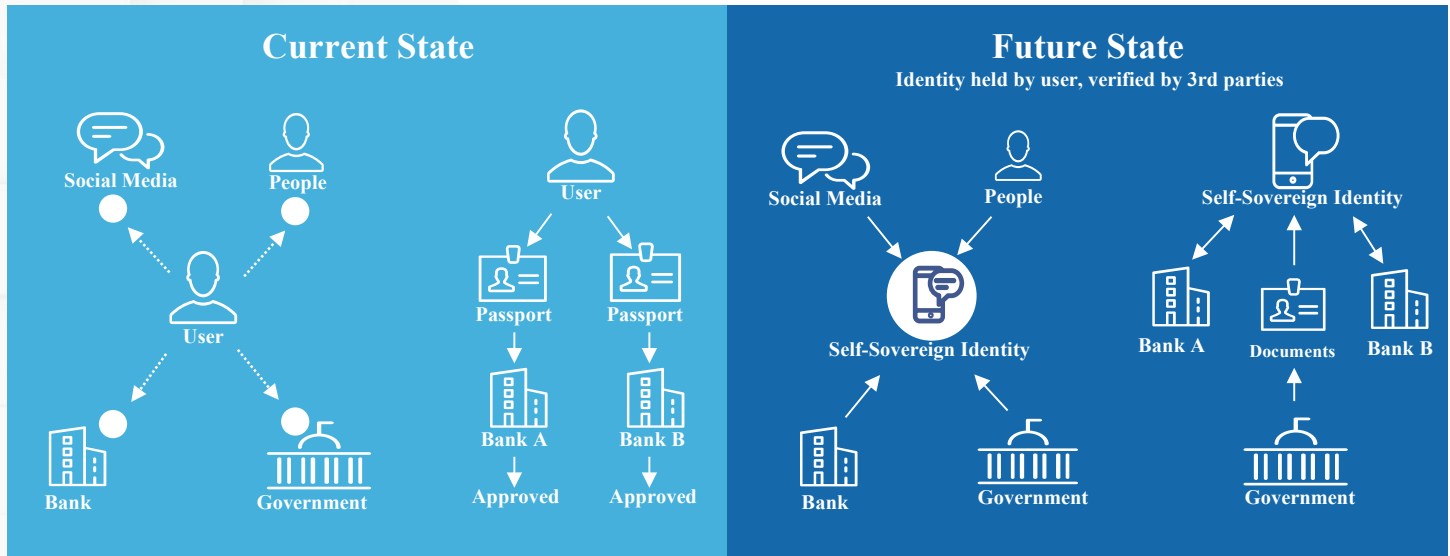 Current State
Social Media
People
User
Bank
Government
User
Passport
Passport
Bank A
Bank B
Approved
Approved
Future State
Identity held by user, verified by 3rd parties
Social Media
People
Self-Sovereign Identity
Bank
Government
Self-Sovereign Identity
Bank A
Documents
Bank B
Government